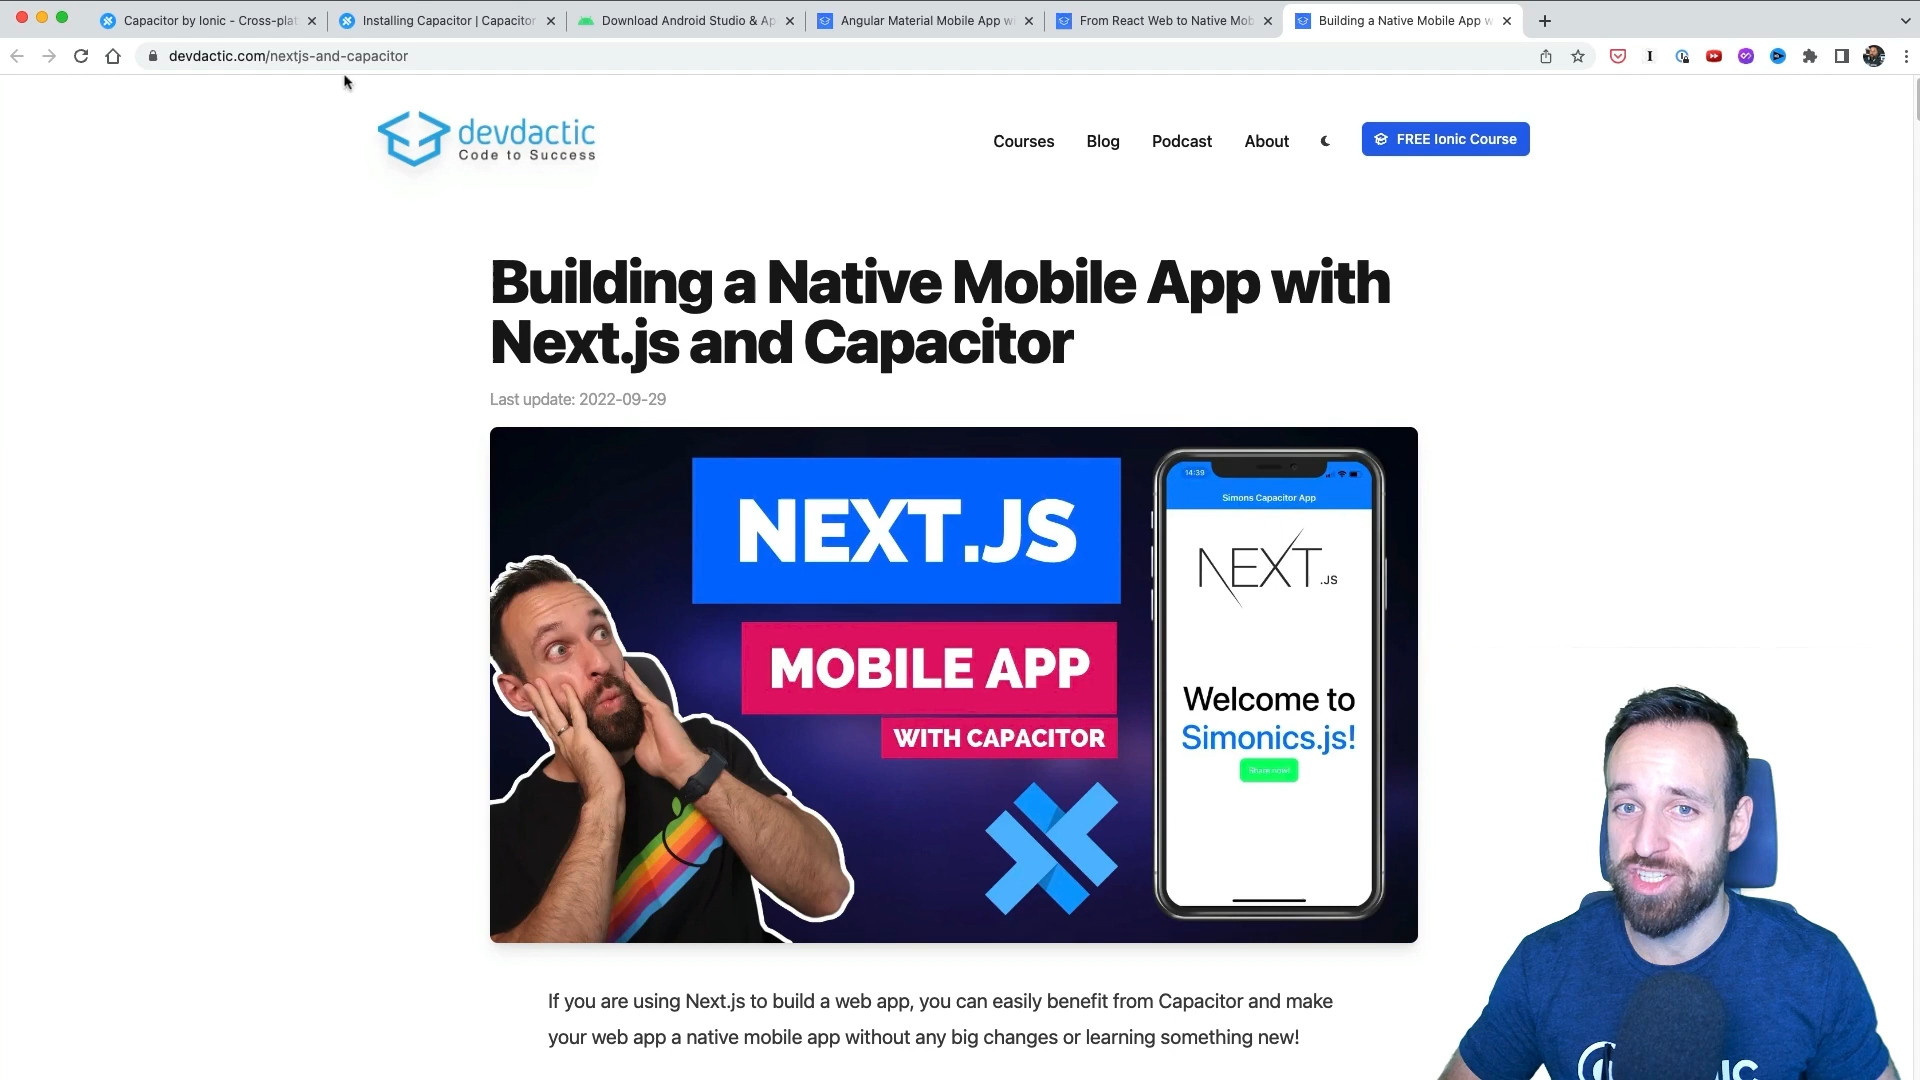 Capacitor by Ionic - Cross-plat
Installing Capacitor | Capacitor
Download Android Studio & Ap
Angular Material Mobile App w
From React Web to Native Mob
Building a Native Mobile App w
devdactic.com/nextjs-and-capacitor
devdactic
Code to Success
Courses
Blog
Podcast
About
FREE Ionic Course
Building a Native Mobile App with
Next.js and Capacitor
Last update: 2022-09-29
NEXT.JS
MOBILE APP
WITH CAPACITOR
14:39
Simons Capacitor App
NEXT.JS
Welcome to
Simonics.js!
Share now!
If you are using Next.js to build a web app, you can easily benefit from Capacitor and make
your web app a native mobile app without any big changes or learning something new!